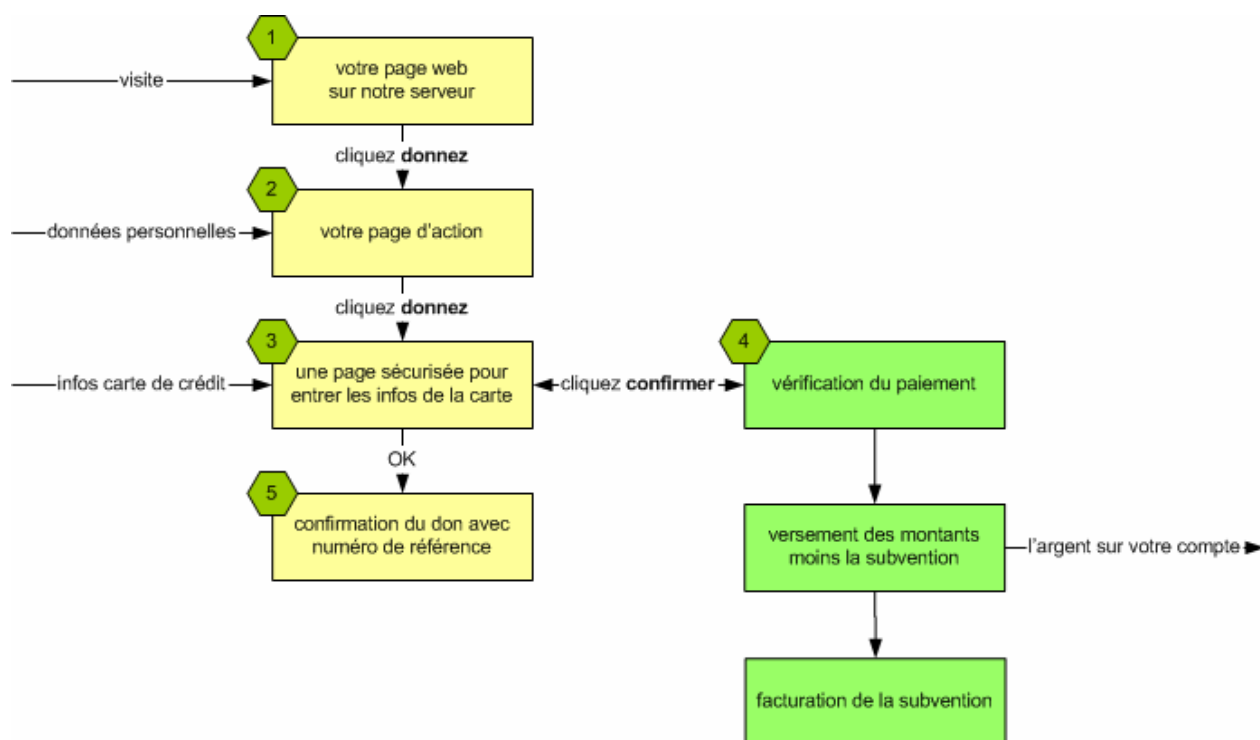 1
votre page web
sur notre serveur
visite
cliquez donnez
2
données personnelles
votre page d'action
cliquez donnez
3
infos carte de crédit
une page sécurisée pour
entrer les infos de la carte
cliquez confirmer
4
vérification du paiement
OK
5
confirmation du don avec
numéro de référence
versement des montants
moins la subvention
l'argent sur votre compte
facturation de la subvention